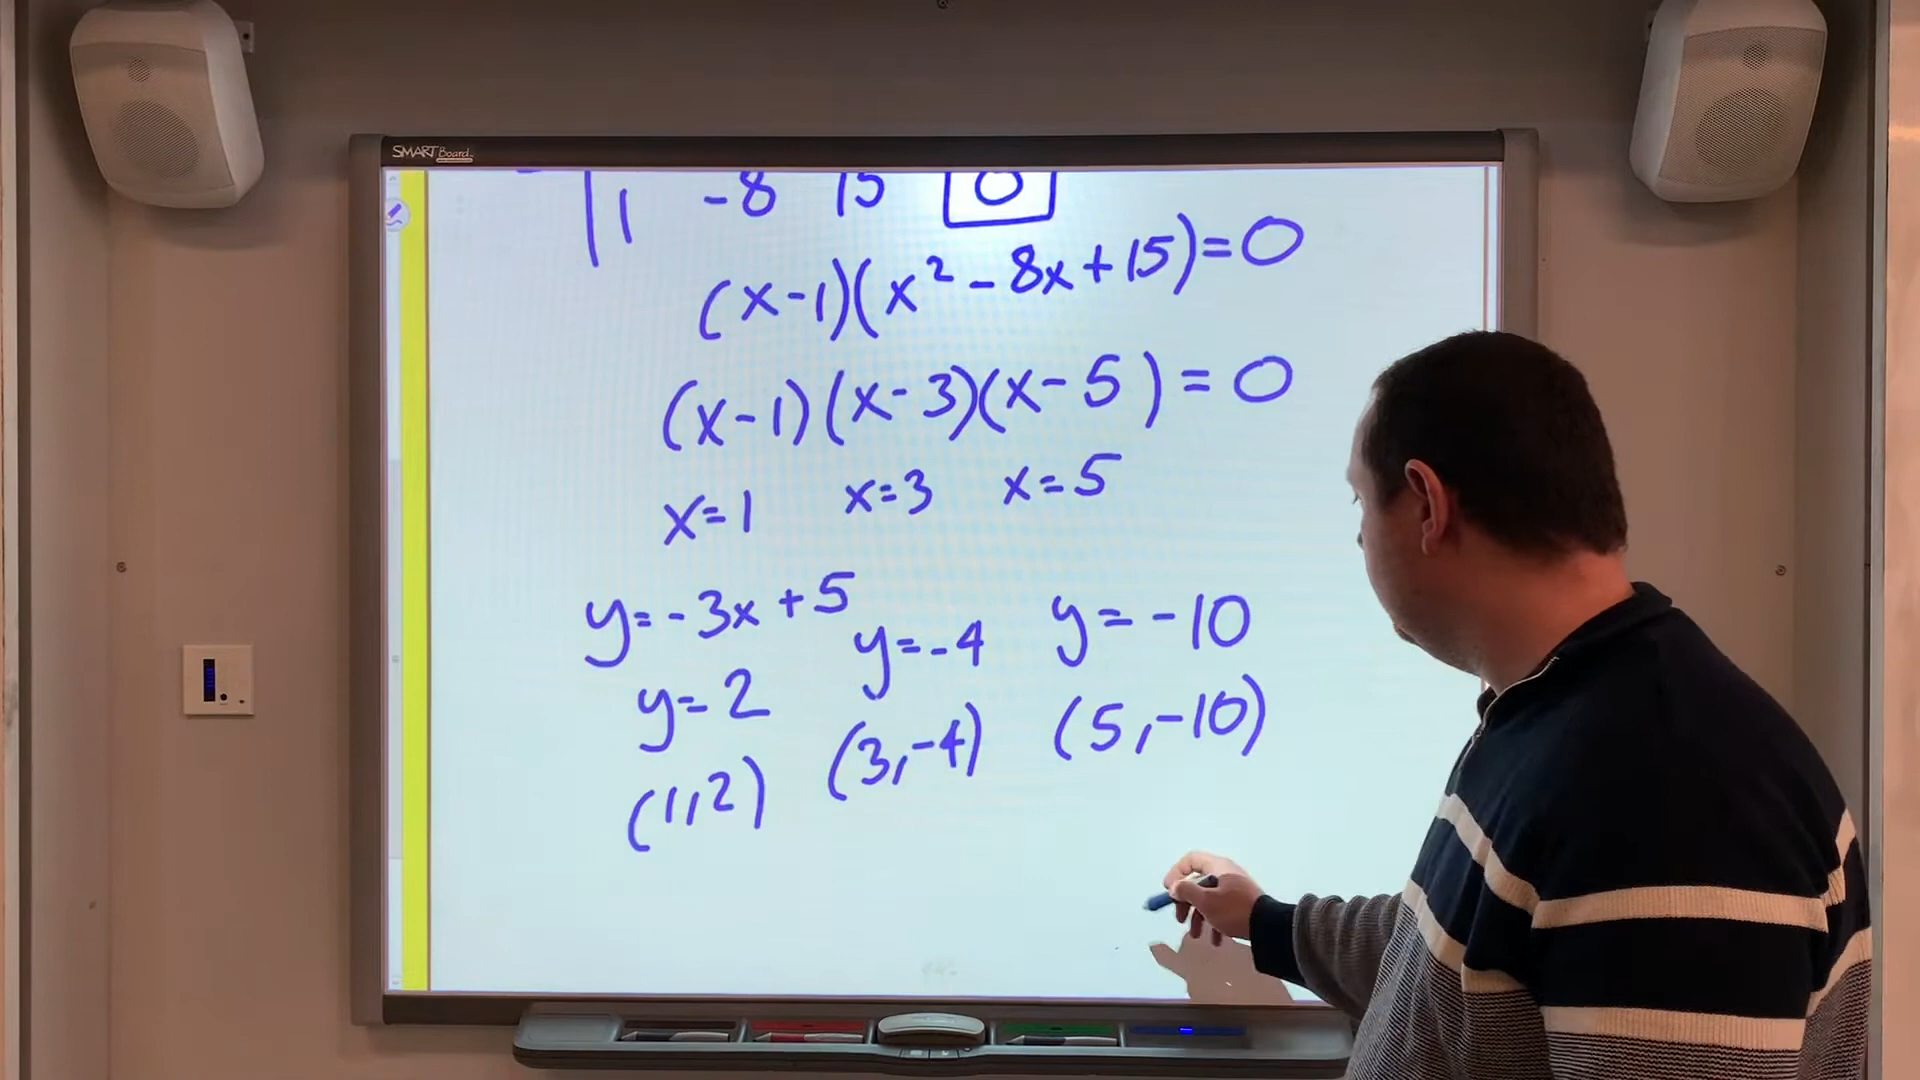 SMART Board
1 -8 15 0
(x-1)(x²-8x+15)=0
(x-1)(x-3)(x-5)=0
x=1 x=3 x=5
y=-3x+5 y=-4 y=-10
y=2 (3,-4) (5,-10)
(1,2)